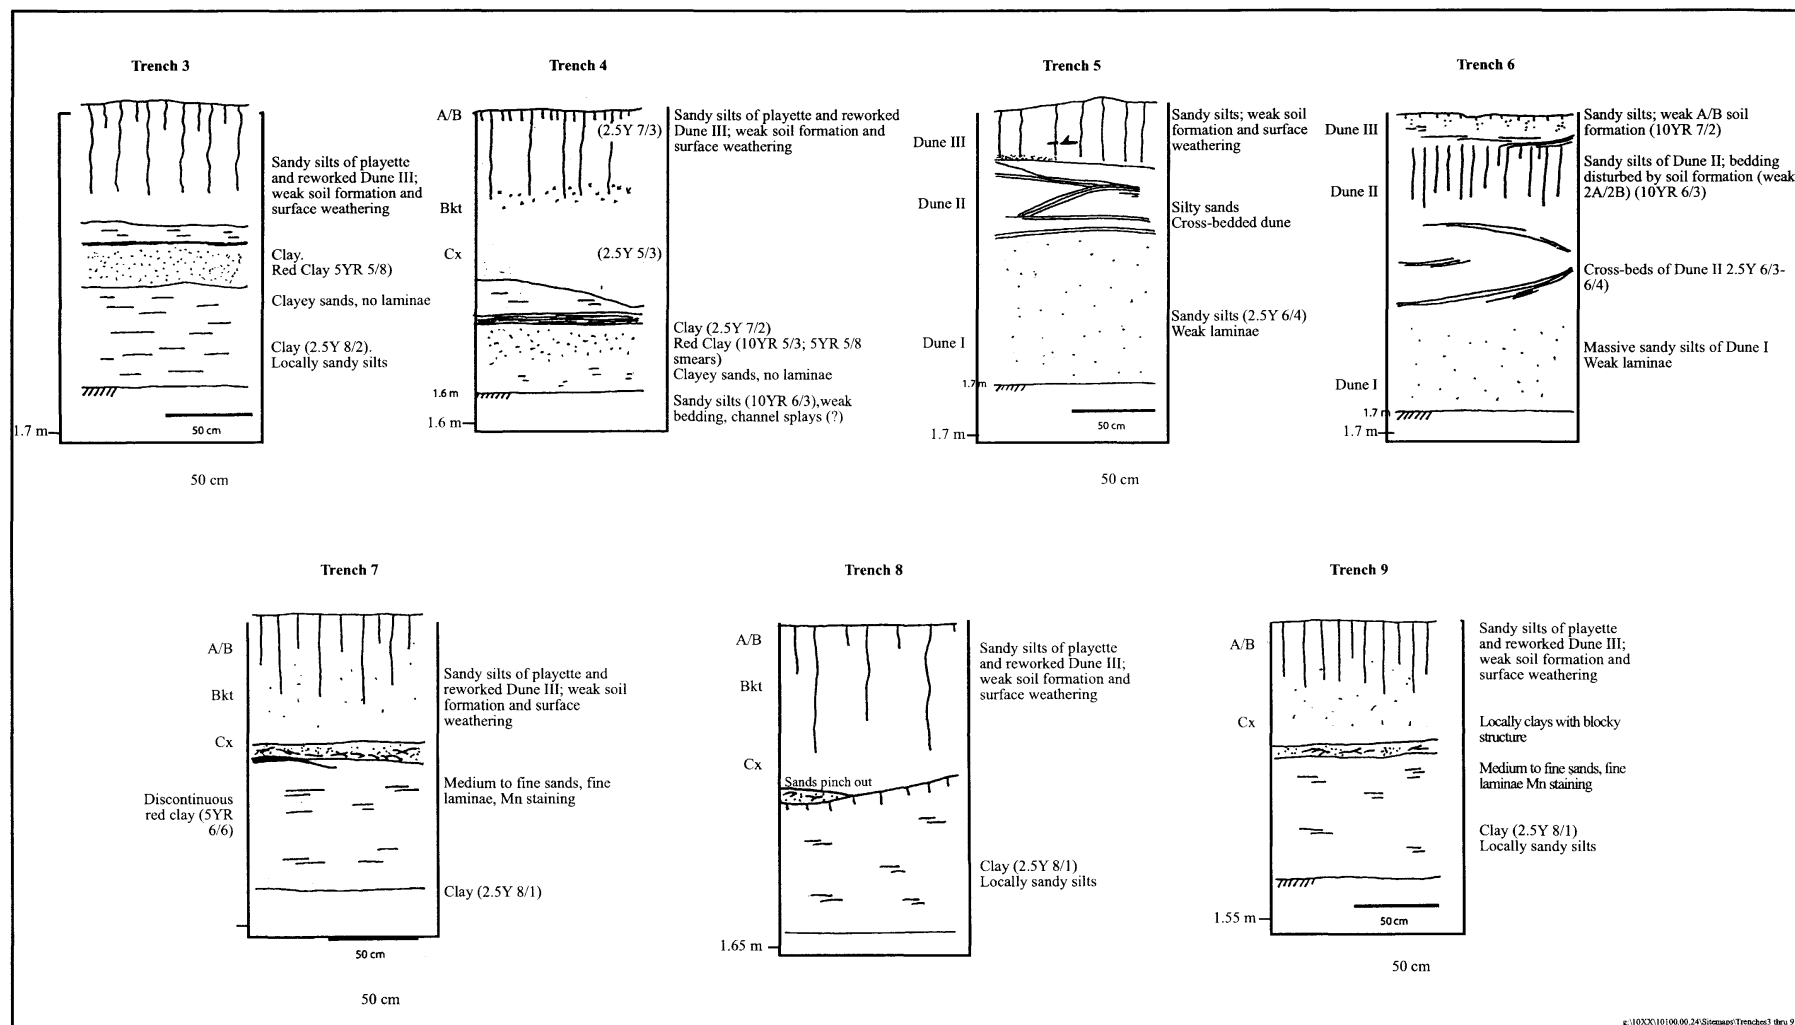 Trench 3
Sandy silts of playette
and reworked Dune III;
weak soil formation and
surface weathering
Clay.
Red Clay 5YR 5/8)
Clayey sands, no laminae
Clay (2.5Y 8/2).
Locally sandy silts
1.7 m
50 cm
50 cm
Trench 4
A/B
(2.5Y 7/3)
Sandy silts of playette and reworked
Dune III; weak soil formation and
surface weathering
Bkt
Cx
(2.5Y 5/3)
Clay (2.5Y 7/2)
Red Clay (10YR 5/3; 5YR 5/8
smears)
Clayey sands, no laminae
1.6 m
Sandy silts (10YR 6/3),weak
bedding, channel splays (?)
1.6 m
Trench 5
Dune III
Sandy silts; weak soil
formation and surface
weathering
Dune II
Silty sands
Cross-bedded dune
Sandy silts (2.5Y 6/4)
Weak laminae
Dune I
1.7 m
50 cm
1.7 m
50 cm
Trench 6
Dune III
Sandy silts; weak A/B soil
formation (10YR 7/2)
Sandy silts of Dune II; bedding
disturbed by soil formation (weak
2A/2B) (10YR 6/3)
Dune II
Cross-beds of Dune II 2.5Y 6/3-
6/4)
Massive sandy silts of Dune I
Weak laminae
Dune I
1.7 m
1.7 m
Trench 7
A/B
Bkt
Sandy silts of playette and
reworked Dune III; weak soil
formation and surface
weathering
Cx
Medium to fine sands, fine
laminae, Mn staining
Discontinuous
red clay (5YR
6/6)
Clay (2.5Y 8/1)
50 cm
50 cm
Trench 8
A/B
Sandy silts of playette
and reworked Dune III;
weak soil formation and
surface weathering
Bkt
Cx
Sands pinch out
Clay (2.5Y 8/1)
Locally sandy silts
1.65 m
Trench 9
A/B
Sandy silts of playette
and reworked Dune III;
weak soil formation and
surface weathering
Cx
Locally clays with blocky
structure
Medium to fine sands, fine
laminae Mn staining
Clay (2.5Y 8/1)
Locally sandy silts
1.55 m
50 cm
50 cm
g:\10XX\10100.00.24\Sitemaps\Trenches3 thru 9